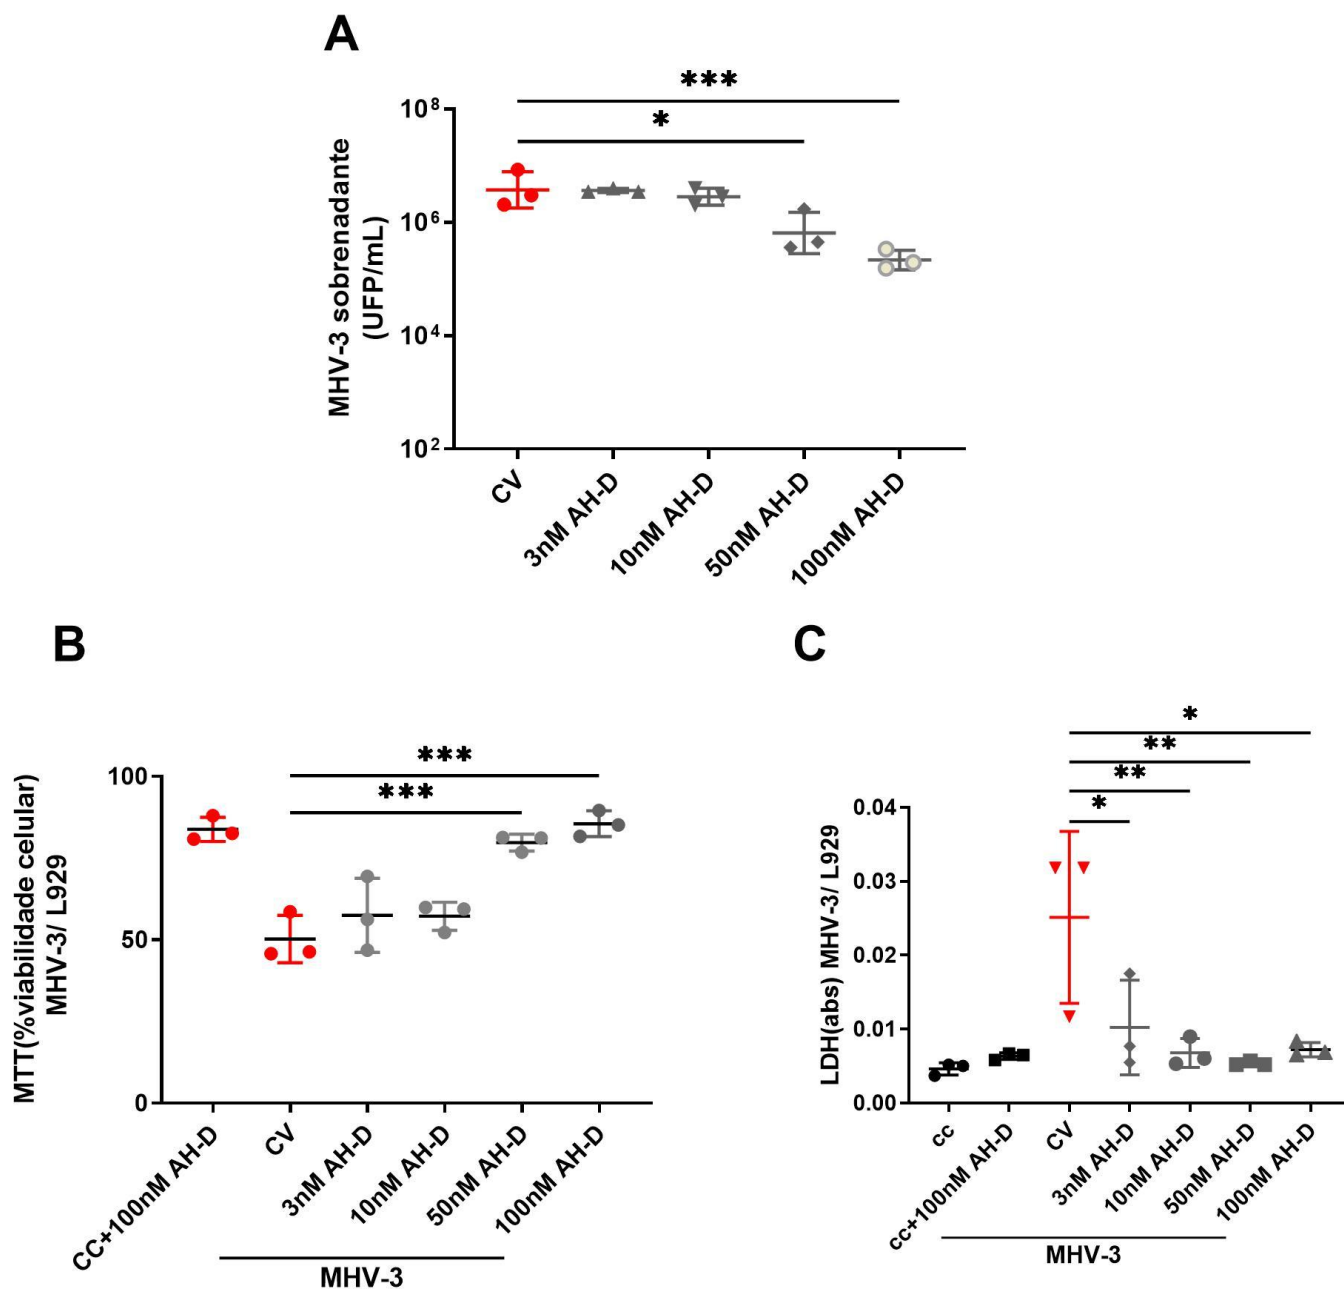 A
***
*
10⁸
10⁶
10⁴
10²
MHV-3 sobrenadante
(UFP/mL)
CV
3nM AH-D
10nM AH-D
50nM AH-D
100nM AH-D
B
***
***
100
50
0
MTT(%viabilidade celular)
MHV-3/ L929
CC+100nM AH-D
CV
3nM AH-D
10nM AH-D
50nM AH-D
100nM AH-D
MHV-3
C
*
**
**
*
0.04
0.03
0.02
0.01
0.00
LDH(abs) MHV-3/ L929
cc
cc+100nM AH-D
CV
3nM AH-D
10nM AH-D
50nM AH-D
100nM AH-D
MHV-3